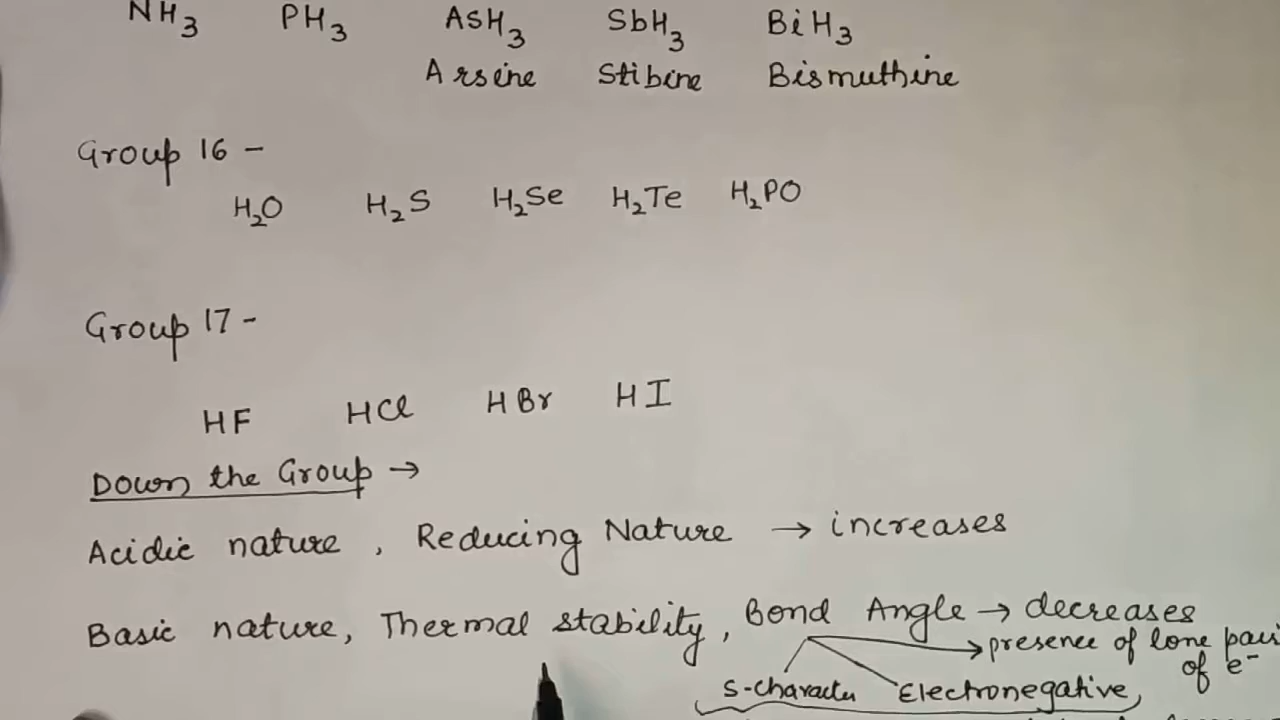 NH3 PH3 AsH3 SbH3 BiH3
Arsine Stibine Bismuthine
Group 16 -
H2O H2S H2Se H2Te H2PO
Group 17 -
HF HCl HBr HI
Down the Group →
Acidic nature, Reducing Nature → increases
Basic nature, Thermal stability, Bond Angle → decreases
→ presence of lone pair
of e-
s-character Electronegative,